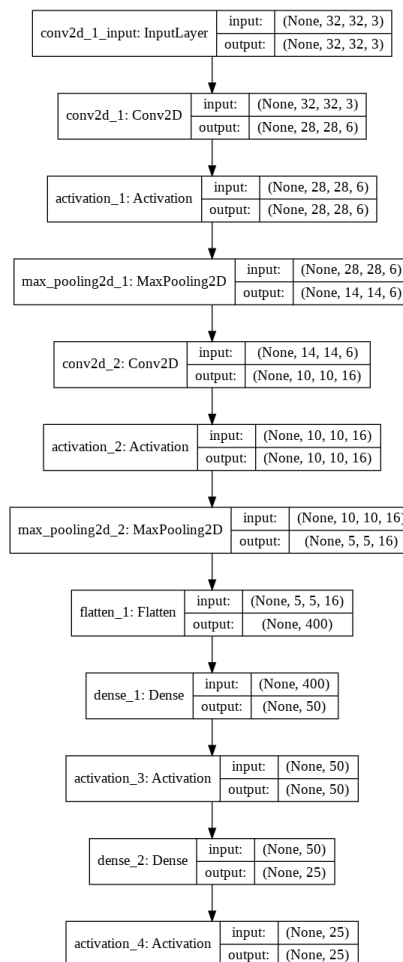 conv2d_1_input: InputLayer input: (None, 32, 32, 3)
output: (None, 32, 32, 3)
conv2d_1: Conv2D input: (None, 32, 32, 3)
output: (None, 28, 28, 6)
activation_1: Activation input: (None, 28, 28, 6)
output: (None, 28, 28, 6)
max_pooling2d_1: MaxPooling2D input: (None, 28, 28, 6)
output: (None, 14, 14, 6)
conv2d_2: Conv2D input: (None, 14, 14, 6)
output: (None, 10, 10, 16)
activation_2: Activation input: (None, 10, 10, 16)
output: (None, 10, 10, 16)
max_pooling2d_2: MaxPooling2D input: (None, 10, 10, 16)
output: (None, 5, 5, 16)
flatten_1: Flatten input: (None, 5, 5, 16)
output: (None, 400)
dense_1: Dense input: (None, 400)
output: (None, 50)
activation_3: Activation input: (None, 50)
output: (None, 50)
dense_2: Dense input: (None, 50)
output: (None, 25)
activation_4: Activation input: (None, 25)
output: (None, 25)